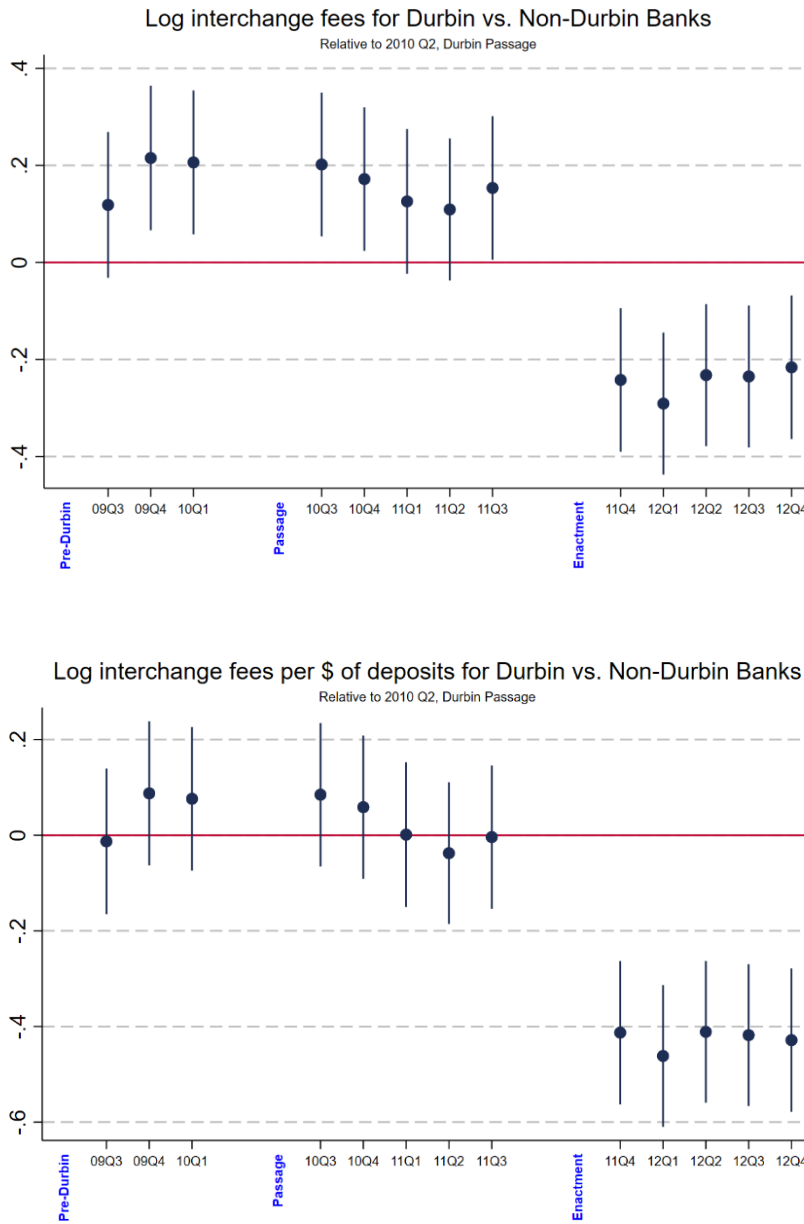 Log interchange fees for Durbin vs. Non-Durbin Banks
Relative to 2010 Q2, Durbin Passage
.4
.2
0
-.2
-.4
Pre-Durbin
09Q3
09Q4
10Q1
Passage
10Q3
10Q4
11Q1
11Q2
11Q3
Enactment
11Q4
12Q1
12Q2
12Q3
12Q4
Log interchange fees per $ of deposits for Durbin vs. Non-Durbin Banks
Relative to 2010 Q2, Durbin Passage
.2
0
-.2
-.4
-.6
Pre-Durbin
09Q3
09Q4
10Q1
Passage
10Q3
10Q4
11Q1
11Q2
11Q3
Enactment
11Q4
12Q1
12Q2
12Q3
12Q4